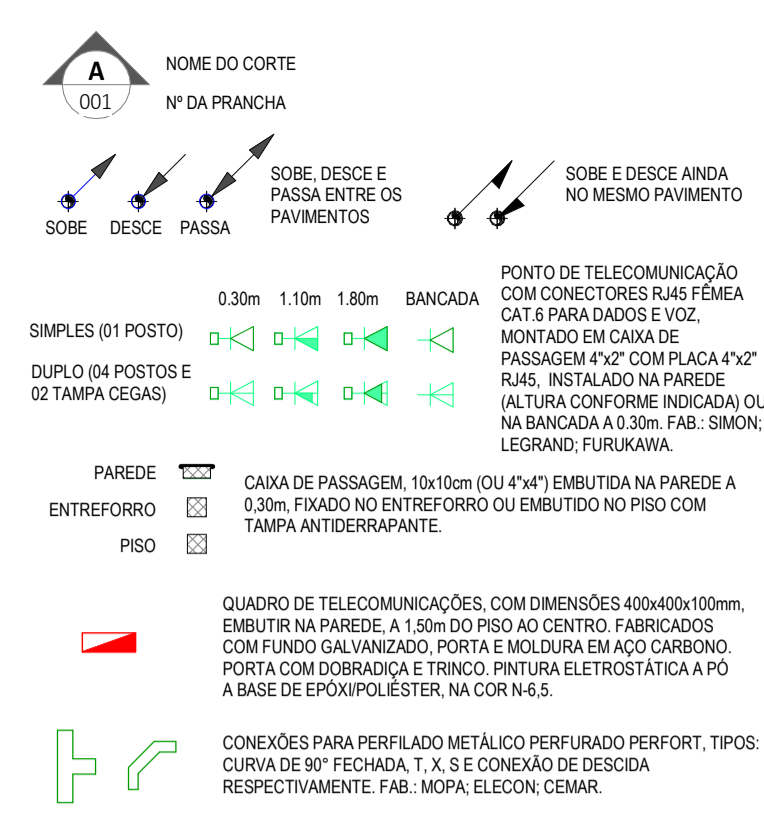 A
001
NOME DO CORTE
Nº DA PRANCHA
SOBE
DESCE
PASSA
SOBE, DESCE E
PASSA ENTRE OS
PAVIMENTOS
SOBE E DESCE AINDA
NO MESMO PAVIMENTO
0.30m
1.10m
1.80m
BANCADA
SIMPLES (01 POSTO)
DUPLO (04 POSTOS E
02 TAMPA CEGAS)
PONTO DE TELECOMUNICAÇÃO
COM CONECTORES RJ45 FÊMEA
CAT.6 PARA DADOS E VOZ,
MONTADO EM CAIXA DE
PASSAGEM 4"x2" COM PLACA 4"x2"
RJ45, INSTALADO NA PAREDE
(ALTURA CONFORME INDICADA) OU
NA BANCADA A 0.30m. FAB.: SIMON;
LEGRAND; FURUKAWA.
PAREDE
ENTREFORRO
PISO
CAIXA DE PASSAGEM, 10x10cm (OU 4"x4") EMBUTIDA NA PAREDE A
0,30m, FIXADO NO ENTREFORRO OU EMBUTIDO NO PISO COM
TAMPA ANTIDERRAPANTE.
QUADRO DE TELECOMUNICAÇÕES, COM DIMENSÕES 400x400x100mm,
EMBUTIR NA PAREDE, A 1,50m DO PISO AO CENTRO. FABRICADOS
COM FUNDO GALVANIZADO, PORTA E MOLDURA EM AÇO CARBONO.
PORTA COM DOBRADIÇA E TRINCO. PINTURA ELETROSTÁTICA A PÓ
A BASE DE EPÓXI/POLIÉSTER, NA COR N-6,5.
CONEXÕES PARA PERFILADO METÁLICO PERFURADO PERFORT, TIPOS:
CURVA DE 90° FECHADA, T, X, S E CONEXÃO DE DESCIDA
RESPECTIVAMENTE. FAB.: MOPA; ELECON; CEMAR.